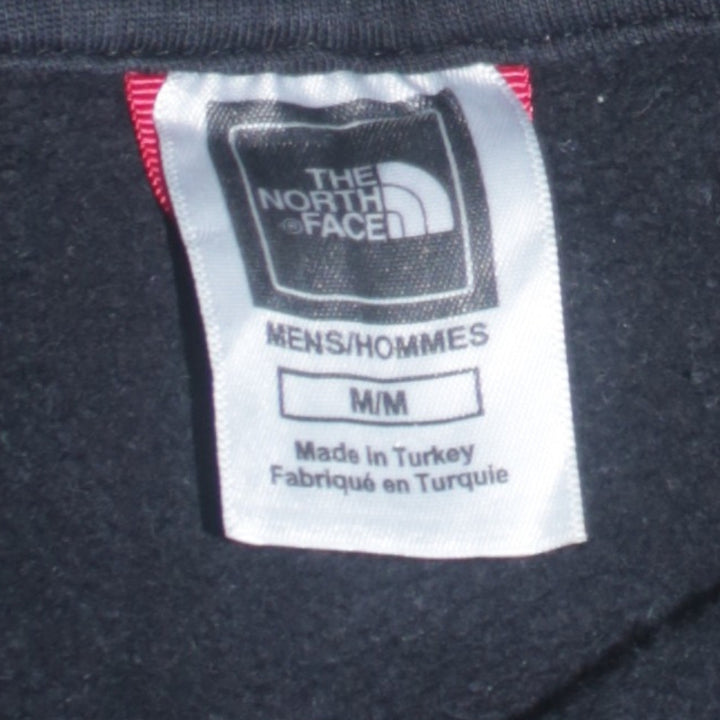 THE
NORTH
®FACE
MENS/HOMMES
M/M
Made in Turkey
Fabriqué en Turquie